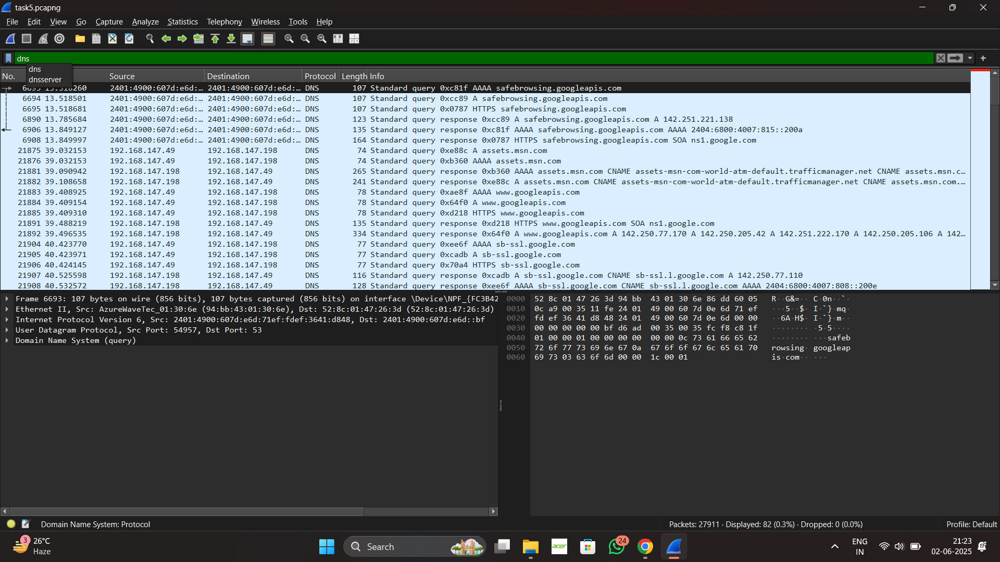 task5.pcapng
File Edit View Go Capture Analyze Statistics Telephony Wireless Tools Help
dns
dns
dnsserver
No. Source Destination Protocol Length Info
6693 13.518260 2401:4900:607d:e6d:… 2401:4900:607d:e6d:… DNS 107 Standard query 0xc81f AAAA safebrowsing.googleapis.com
6694 13.518501 2401:4900:607d:e6d:… 2401:4900:607d:e6d:… DNS 107 Standard query 0xcc89 A safebrowsing.googleapis.com
6695 13.518681 2401:4900:607d:e6d:… 2401:4900:607d:e6d:… DNS 107 Standard query 0x0787 HTTPS safebrowsing.googleapis.com
6890 13.785684 2401:4900:607d:e6d:… 2401:4900:607d:e6d:… DNS 123 Standard query response 0xcc89 A safebrowsing.googleapis.com A 142.251.221.138
6906 13.849127 2401:4900:607d:e6d:… 2401:4900:607d:e6d:… DNS 135 Standard query response 0xc81f AAAA safebrowsing.googleapis.com AAAA 2404:6800:4007:815::200a
6908 13.849997 2401:4900:607d:e6d:… 2401:4900:607d:e6d:… DNS 164 Standard query response 0x0787 HTTPS safebrowsing.googleapis.com SOA ns1.google.com
21875 39.032153 192.168.147.49 192.168.147.198 DNS 74 Standard query 0xe88c A assets.msn.com
21876 39.032153 192.168.147.49 192.168.147.198 DNS 74 Standard query 0xb360 AAAA assets.msn.com
21881 39.090942 192.168.147.198 192.168.147.49 DNS 265 Standard query response 0xb360 AAAA assets.msn.com CNAME assets-msn-com-world-atm-default.trafficmanager.net CNAME assets.msn.c…
21882 39.108658 192.168.147.198 192.168.147.49 DNS 241 Standard query response 0xe88c A assets.msn.com CNAME assets-msn-com-world-atm-default.trafficmanager.net CNAME assets.msn.com.…
21883 39.408925 192.168.147.49 192.168.147.198 DNS 78 Standard query 0xae8f AAAA www.googleapis.com
21884 39.409154 192.168.147.49 192.168.147.198 DNS 78 Standard query 0x64f0 A www.googleapis.com
21885 39.409310 192.168.147.49 192.168.147.198 DNS 78 Standard query 0xd218 HTTPS www.googleapis.com
21891 39.488219 192.168.147.198 192.168.147.49 DNS 135 Standard query response 0xd218 HTTPS www.googleapis.com SOA ns1.google.com
21892 39.496535 192.168.147.198 192.168.147.49 DNS 334 Standard query response 0x64f0 A www.googleapis.com A 142.250.77.170 A 142.250.205.42 A 142.251.222.170 A 142.250.205.106 A 142…
21904 40.423770 192.168.147.49 192.168.147.198 DNS 77 Standard query 0xee6f AAAA sb-ssl.google.com
21905 40.423971 192.168.147.49 192.168.147.198 DNS 77 Standard query 0xcadb A sb-ssl.google.com
21906 40.424145 192.168.147.49 192.168.147.198 DNS 77 Standard query 0x70a4 HTTPS sb-ssl.google.com
21907 40.525598 192.168.147.198 192.168.147.49 DNS 116 Standard query response 0xcadb A sb-ssl.google.com CNAME sb-ssl.l.google.com A 142.250.77.110
21908 40.532572 192.168.147.198 192.168.147.49 DNS 128 Standard query response 0xee6f AAAA sb-ssl.google.com CNAME sb-ssl.l.google.com AAAA 2404:6800:4007:808::200e
Frame 6693: 107 bytes on wire (856 bits), 107 bytes captured (856 bits) on interface \Device\NPF_{FC3B42
Ethernet II, Src: AzureWaveTec_01:30:6e (94:bb:43:01:30:6e), Dst: 52:8c:01:47:26:3d (52:8c:01:47:26:3d)
Internet Protocol Version 6, Src: 2401:4900:607d:e6d:71ef:fdef:3641:d848, Dst: 2401:4900:607d:e6d::bf
User Datagram Protocol, Src Port: 54957, Dst Port: 53
Domain Name System (query)
0000 52 8c 01 47 26 3d 94 bb 43 01 30 6e 86 dd 60 05 R··G&=·· C·0n··`·
0010 0c a9 00 35 11 fe 24 01 49 00 60 7d 0e 6d 71 ef ···5··$· I·`}·mq·
0020 fd ef 36 41 d8 48 24 01 49 00 60 7d 0e 6d 00 00 ··6A·H$· I·`}·m··
0030 00 00 00 00 00 bf d6 ad 00 35 00 35 fc f8 c8 1f ········ ·5·5····
0040 01 00 00 01 00 00 00 00 00 00 0c 73 61 66 65 62 ········ ···safeb
0050 72 6f 77 73 69 6e 67 0a 67 6f 6f 67 6c 65 61 70 rowsing· googleap
0060 69 73 03 63 6f 6d 00 00 1c 00 01 is·com·· ···
Domain Name System: Protocol
Packets: 27911 · Displayed: 82 (0.3%) · Dropped: 0 (0.0%)
Profile: Default
3
26°C
Haze
Search
acer
24
ENG
IN
21:23
02-06-2025